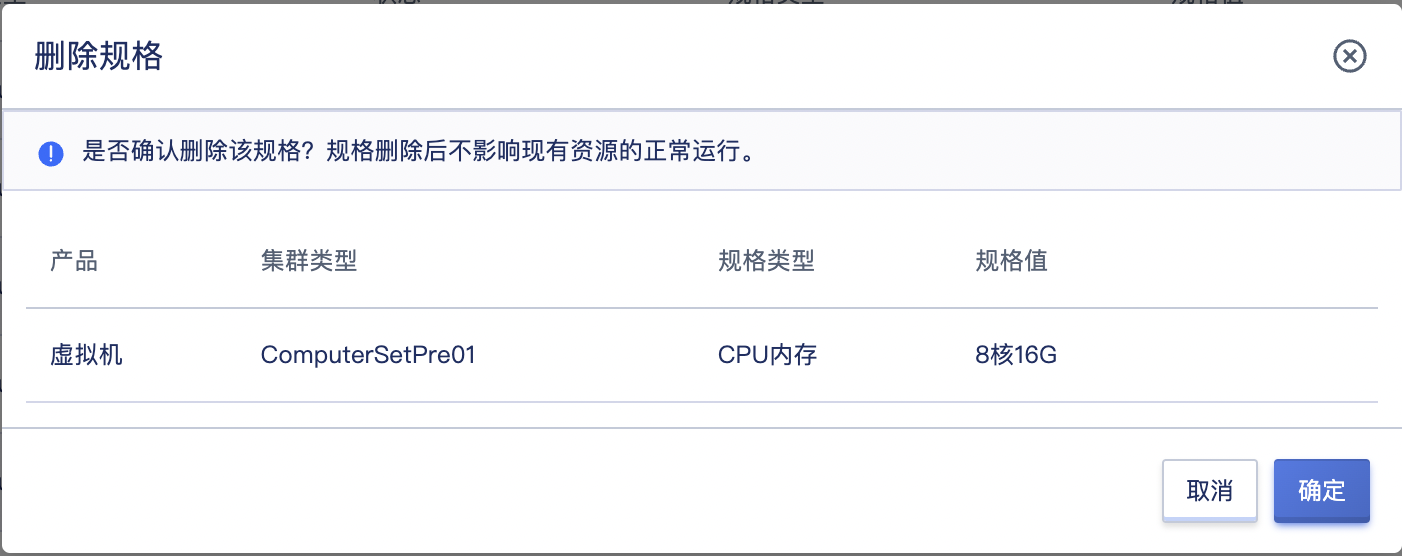 删除规格
是否确认删除该规格？规格删除后不影响现有资源的正常运行。
产品 集群类型 规格类型 规格值
虚拟机 ComputerSetPre01 CPU内存 8核16G
取消 确定